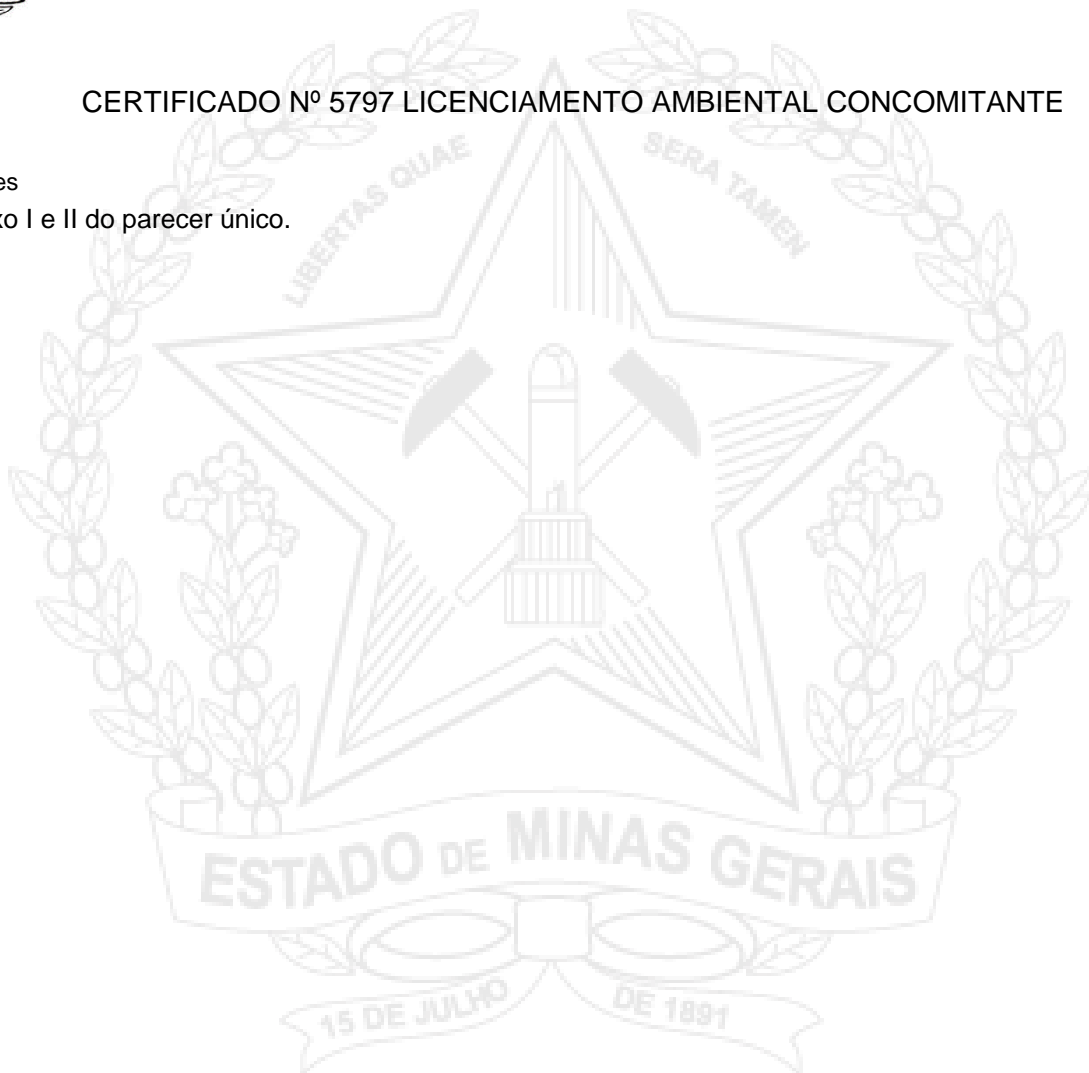 CERTIFICADO Nº 5797 LICENCIAMENTO AMBIENTAL CONCOMITANTE
es
o I e II do parecer único.
LIBERTAS QUAE SERA TAMEN
ESTADO DE MINAS GERAIS
15 DE JULHO DE 1891